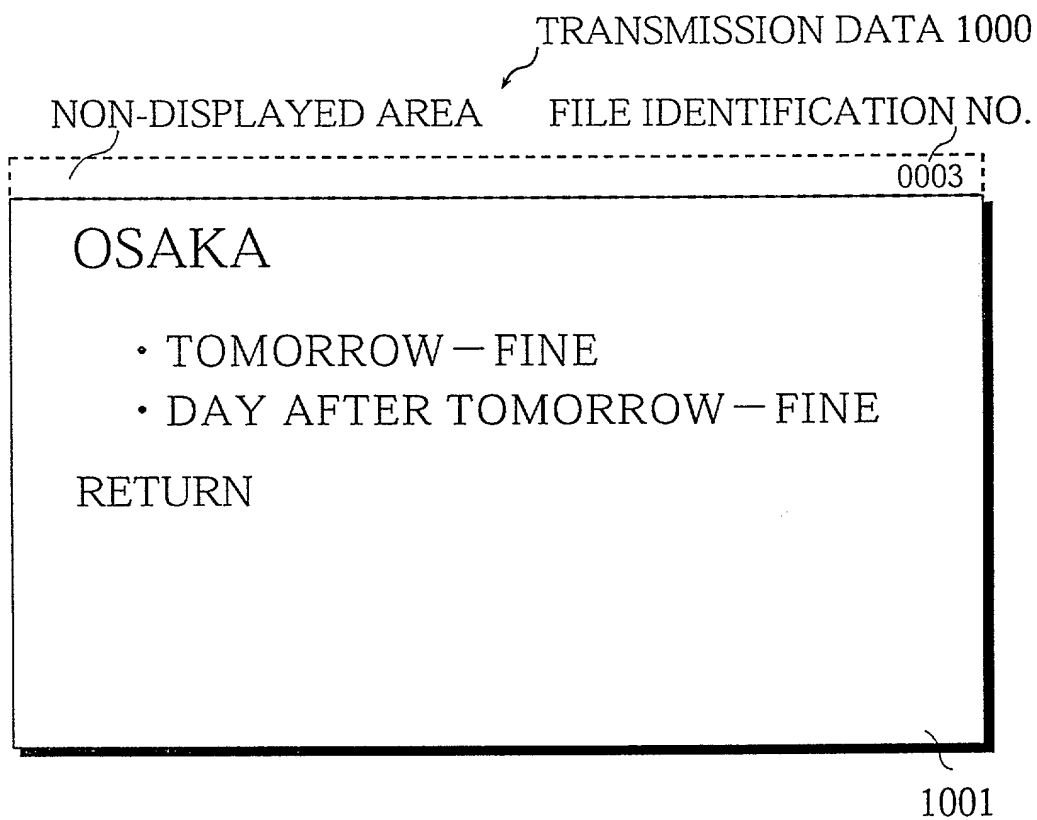 TRANSMISSION DATA 1000
NON-DISPLAYED AREA FILE IDENTIFICATION NO.
0003
OSAKA
・TOMORROW－FINE
・DAY AFTER TOMORROW－FINE
RETURN
1001